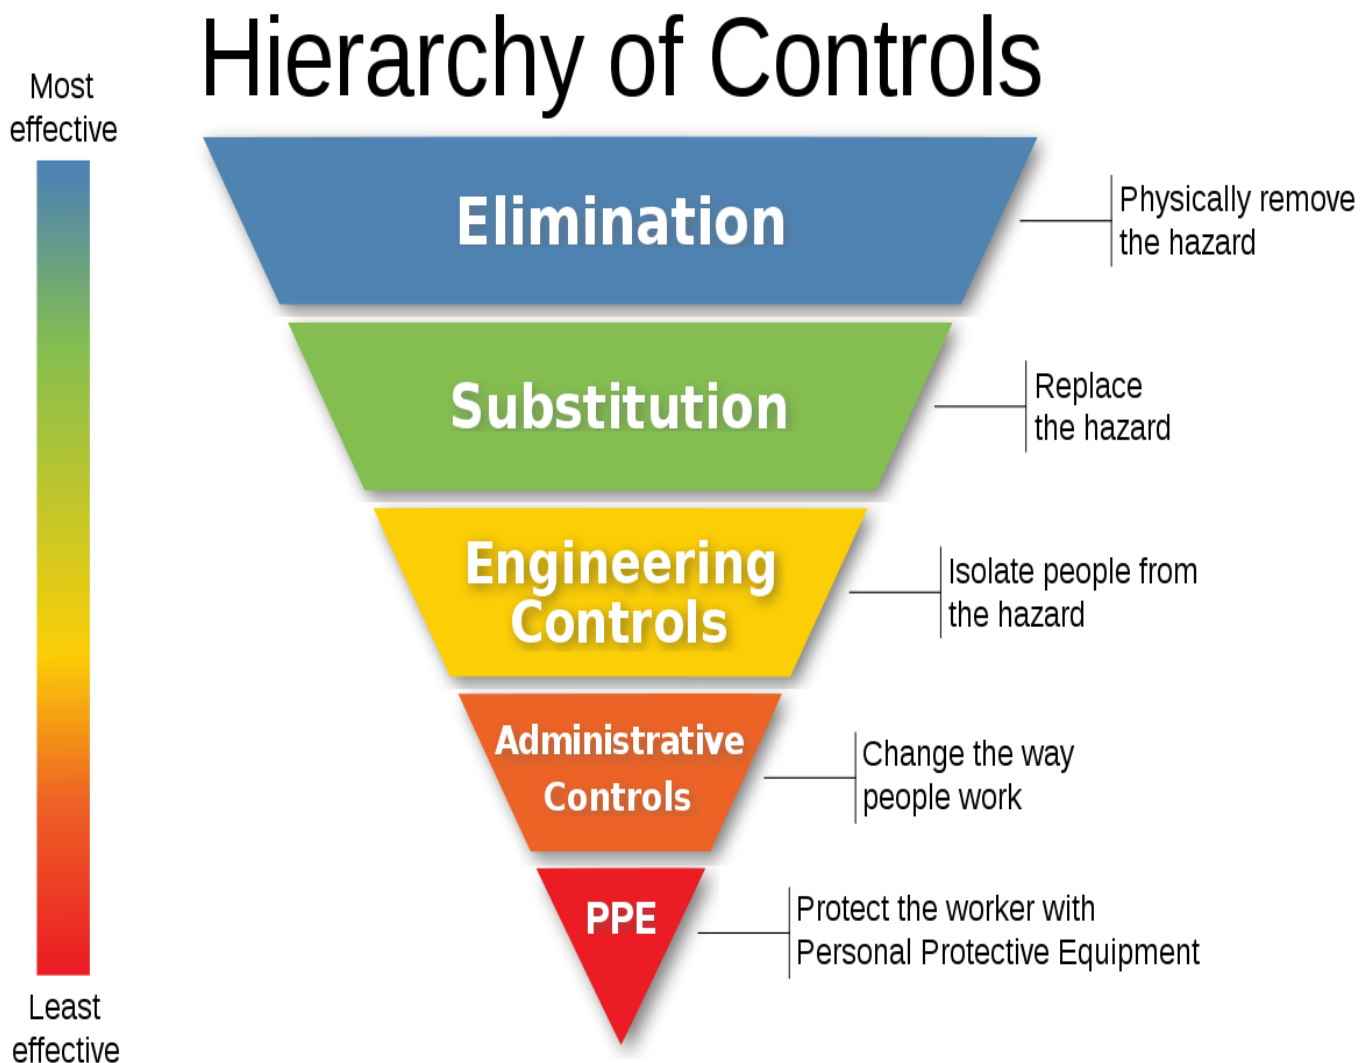 Hierarchy of Controls
Most
effective
Elimination
Physically remove
the hazard
Substitution
Replace
the hazard
Engineering
Controls
Isolate people from
the hazard
Administrative
Controls
Change the way
people work
PPE
Protect the worker with
Personal Protective Equipment
Least
effective